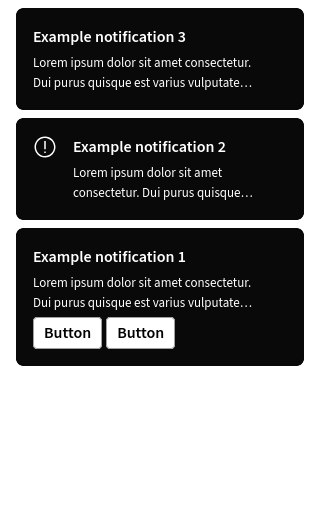 Example notification 3
Lorem ipsum dolor sit amet consectetur.
Dui purus quisque est varius vulputate…
Example notification 2
Lorem ipsum dolor sit amet
consectetur. Dui purus quisque…
Example notification 1
Lorem ipsum dolor sit amet consectetur.
Dui purus quisque est varius vulputate…
Button Button